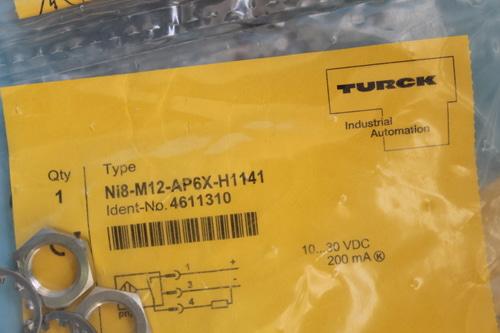 TURCK
Industrial
Automation
Qty
Type
1
Ni8-M12-AP6X-H1141
Ident-No. 4611310
10...30 VDC
200 mA K
1
+
3
-
4
pnp